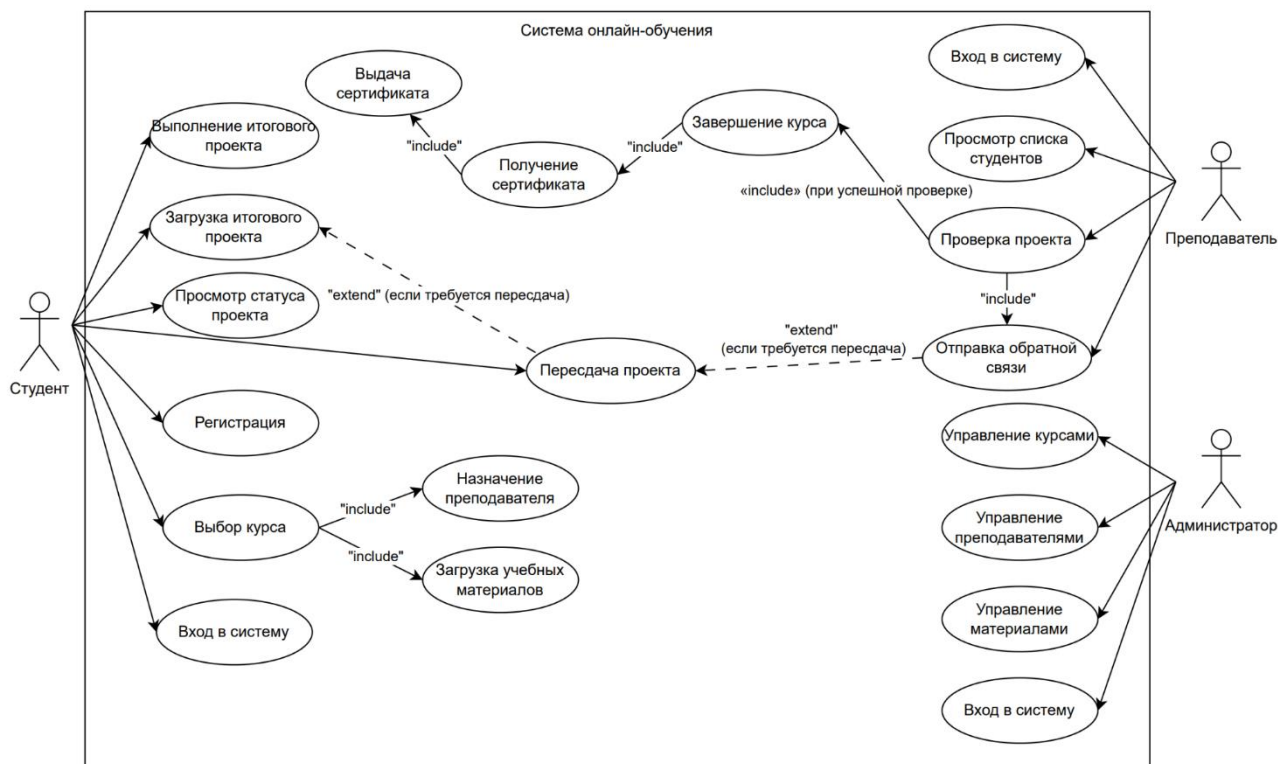 Система онлайн-обучения
Вход в систему
Выдача
сертификата
Завершение курса
Выполнение итогового
проекта
"include"
"include"
Просмотр списка
студентов
Получение
сертификата
«include» (при успешной проверке)
Загрузка итогового
проекта
Проверка проекта
Преподаватель
Просмотр статуса
проекта
"extend" (если требуется пересдача)
"include"
"extend"
(если требуется пересдача)
Отправка обратной
связи
Пересдача проекта
Студент
Регистрация
Управление курсами
Назначение
преподавателя
"include"
Выбор курса
"include"
Управление
преподавателями
Администратор
Загрузка учебных
материалов
Вход в систему
Управление
материалами
Вход в систему